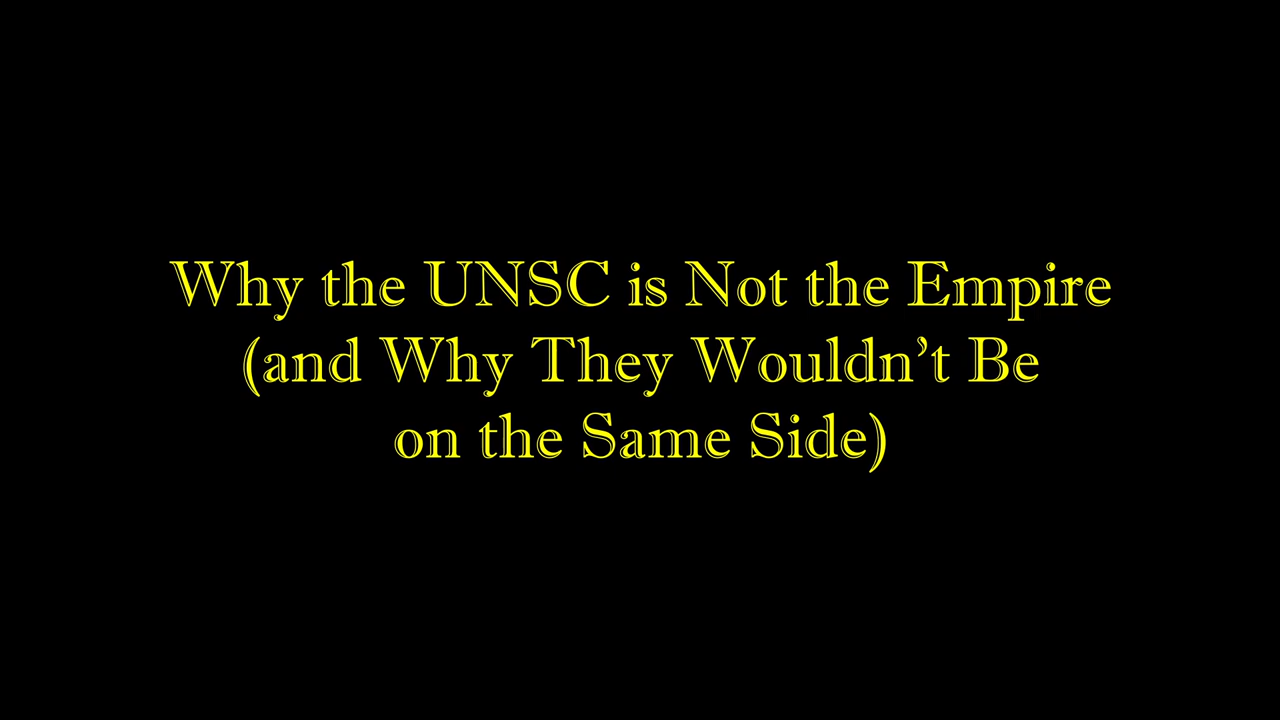 Why the UNSC is Not the Empire
(and Why They Wouldn’t Be
on the Same Side)